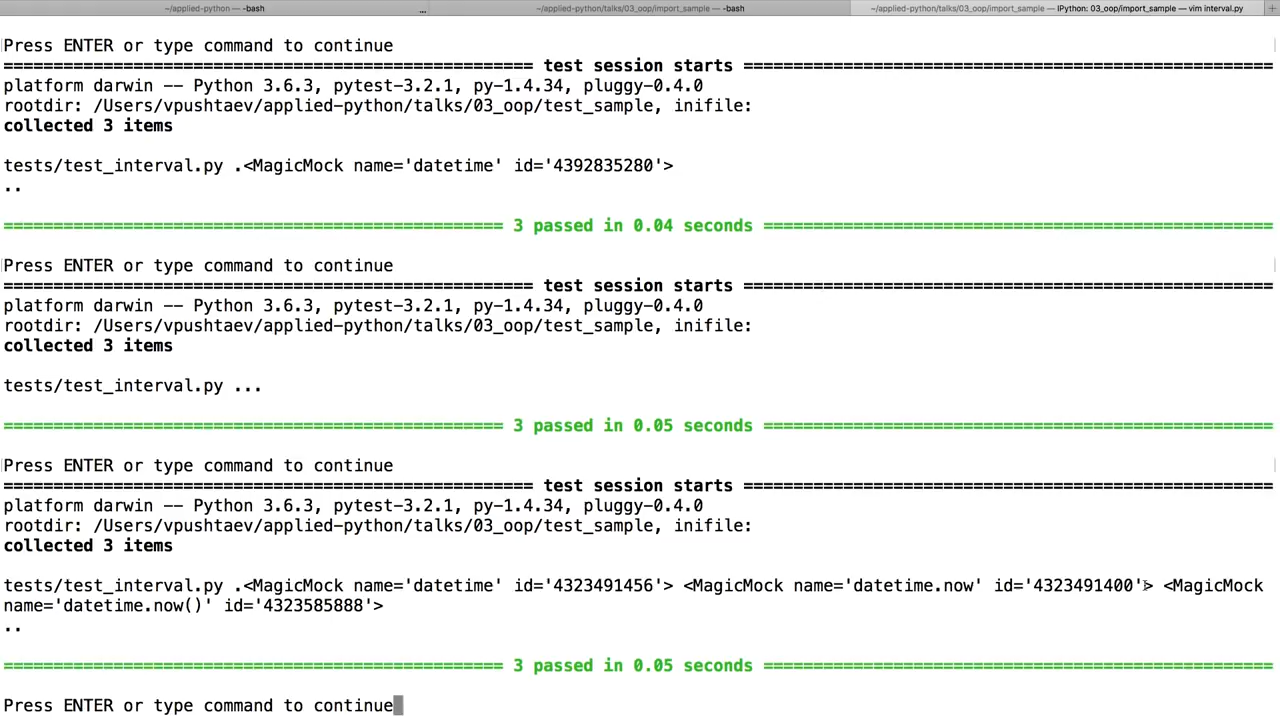 ~/applied-python — -bash
...
~/applied-python/talks/03_oop/import_sample — -bash
~/applied-python/talks/03_oop/import_sample — IPython: 03_oop/import_sample — vim interval.py
+
Press ENTER or type command to continue
===================================================== test session starts =====================================================
platform darwin -- Python 3.6.3, pytest-3.2.1, py-1.4.34, pluggy-0.4.0
rootdir: /Users/vpushtaev/applied-python/talks/03_oop/test_sample, inifile:
collected 3 items
tests/test_interval.py .<MagicMock name='datetime' id='4392835280'>
..
================================================== 3 passed in 0.04 seconds ===================================================
Press ENTER or type command to continue
===================================================== test session starts =====================================================
platform darwin -- Python 3.6.3, pytest-3.2.1, py-1.4.34, pluggy-0.4.0
rootdir: /Users/vpushtaev/applied-python/talks/03_oop/test_sample, inifile:
collected 3 items
tests/test_interval.py ...
================================================== 3 passed in 0.05 seconds ===================================================
Press ENTER or type command to continue
===================================================== test session starts =====================================================
platform darwin -- Python 3.6.3, pytest-3.2.1, py-1.4.34, pluggy-0.4.0
rootdir: /Users/vpushtaev/applied-python/talks/03_oop/test_sample, inifile:
collected 3 items
tests/test_interval.py .<MagicMock name='datetime' id='4323491456'> <MagicMock name='datetime.now' id='4323491400'> <MagicMock
name='datetime.now()' id='4323585888'>
..
================================================== 3 passed in 0.05 seconds ===================================================
Press ENTER or type command to continue